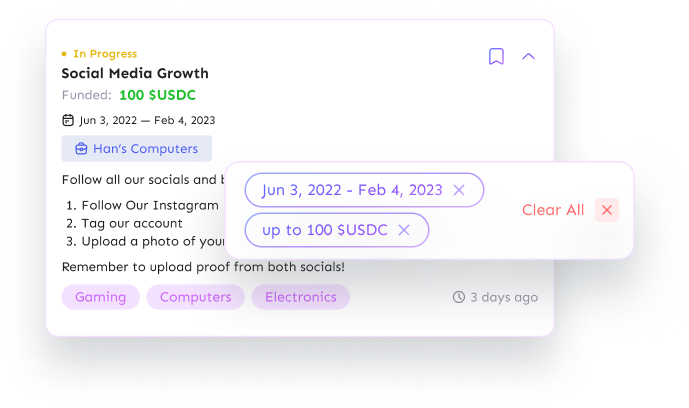 In Progress
Social Media Growth
Funded: 100 $USDC
Jun 3, 2022 — Feb 4, 2023
Han's Computers
Follow all our socials and
1. Follow Our Instagram
2. Tag our account
3. Upload a photo of your
Remember to upload proof from both socials!
Gaming Computers Electronics
3 days ago
Jun 3, 2022 - Feb 4, 2023
up to 100 $USDC
Clear All